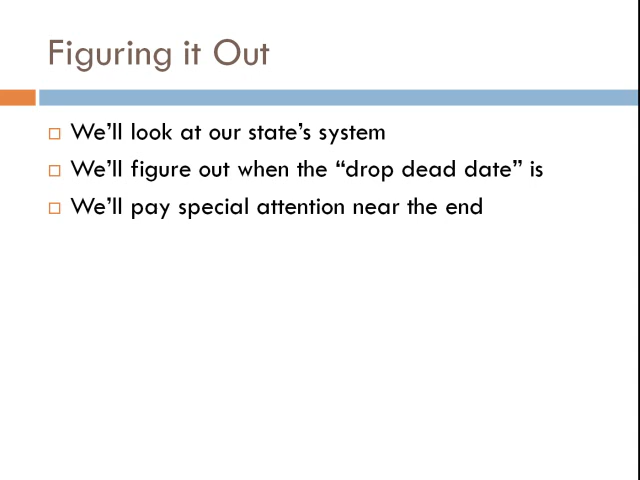 Figuring it Out
We’ll look at our state’s system
We’ll figure out when the “drop dead date” is
We’ll pay special attention near the end